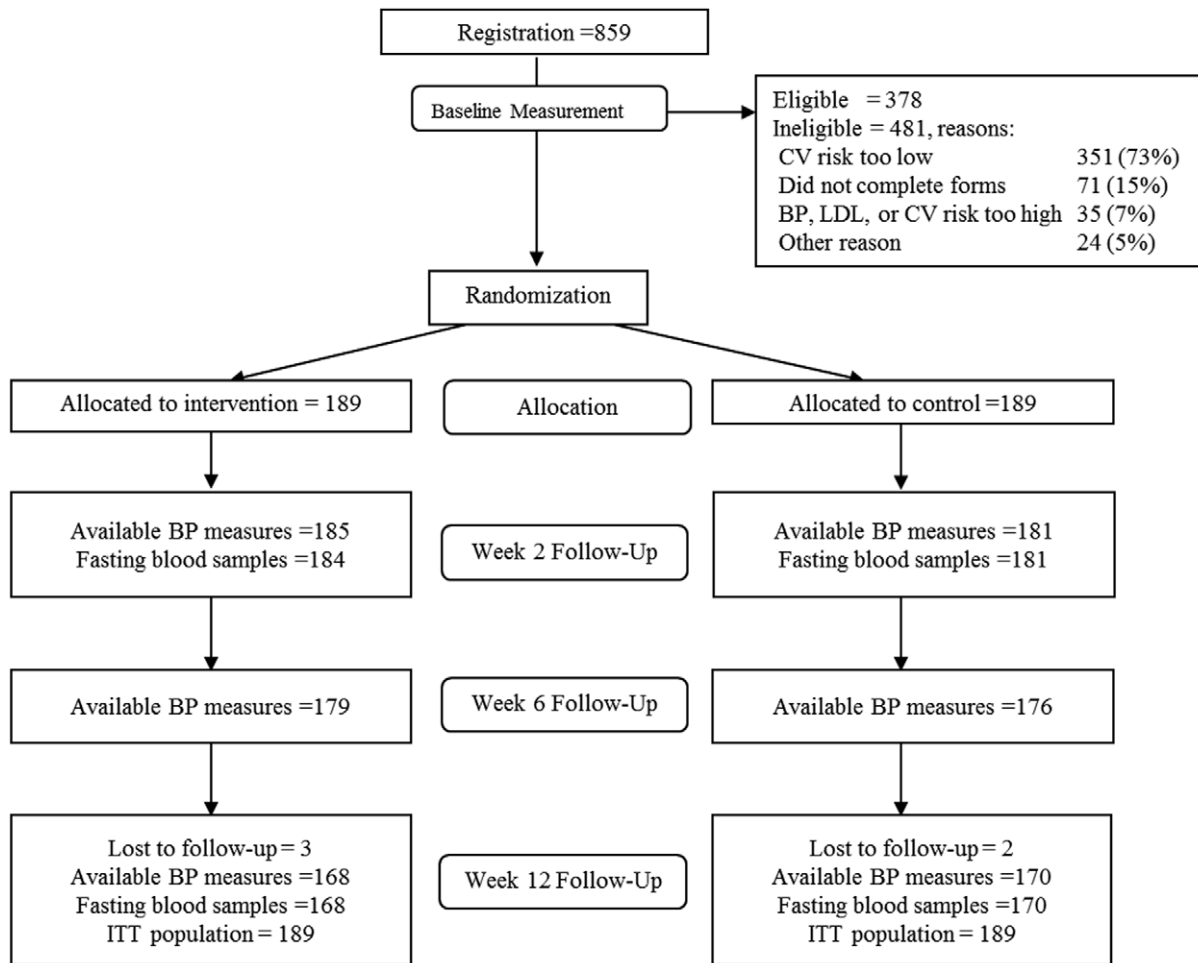 Registration =859
Baseline Measurement
Eligible = 378
Ineligible = 481, reasons:
CV risk too low 351 (73%)
Did not complete forms 71 (15%)
BP, LDL, or CV risk too high 35 (7%)
Other reason 24 (5%)
Randomization
Allocated to intervention = 189
Allocation
Allocated to control =189
Available BP measures =185
Fasting blood samples =184
Week 2 Follow-Up
Available BP measures =181
Fasting blood samples =181
Available BP measures =179
Week 6 Follow-Up
Available BP measures =176
Lost to follow-up = 3
Available BP measures =168
Fasting blood samples =168
ITT population = 189
Week 12 Follow-Up
Lost to follow-up = 2
Available BP measures =170
Fasting blood samples =170
ITT population = 189